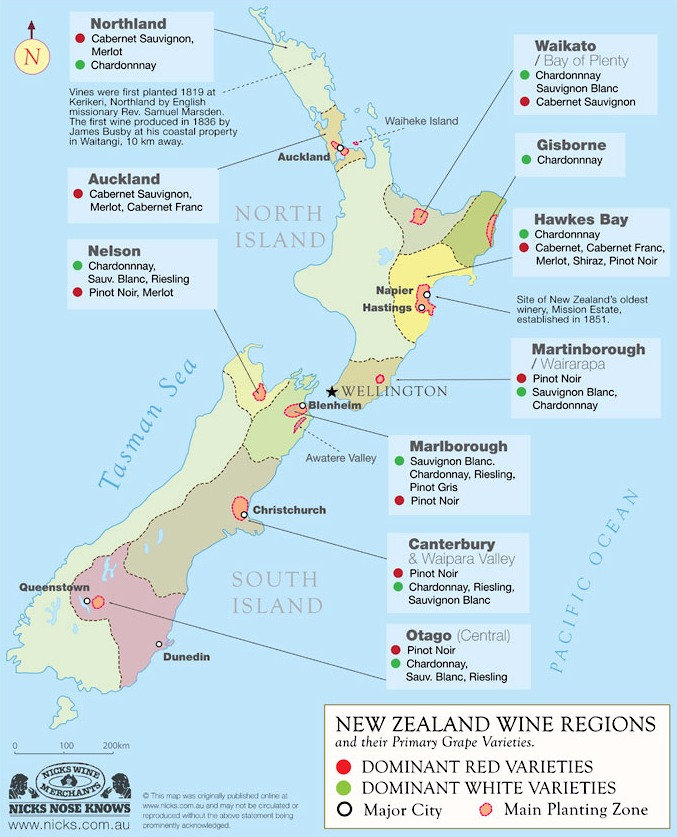 Northland
Cabernet Sauvignon,
Merlot
Chardonnnay
Vines were first planted 1819 at
Kerikeri, Northland by English
missionary Rev. Samuel Marsden.
The first wine produced in 1836 by
James Busby at his coastal property
in Waitangi, 10 km away.
N
Waikato
/ Bay of Plenty
Chardonnnay
Sauvignon Blanc
Cabernet Sauvignon
Waiheke Island
Auckland
Gisborne
Chardonnnay
Auckland
Cabernet Sauvignon,
Merlot, Cabernet Franc
NORTH
ISLAND
Hawkes Bay
Chardonnnay
Cabernet, Cabernet Franc,
Merlot, Shiraz, Pinot Noir
Nelson
Chardonnnay,
Sauv. Blanc, Riesling
Pinot Noir, Merlot
Napier
Hastings
Site of New Zealand's oldest
winery, Mission Estate,
established in 1851.
Martinborough
/ Wairarapa
Pinot Noir
Sauvignon Blanc,
Chardonnnay
Tasman Sea
WELLINGTON
Blenheim
Awatere Valley
Marlborough
Sauvignon Blanc.
Chardonnay, Riesling,
Pinot Gris
Pinot Noir
Christchurch
Canterbury
& Waipara Valley
Pinot Noir
Chardonnay, Riesling,
Sauvignon Blanc
PACIFIC OCEAN
SOUTH
ISLAND
Queenstown
Otago (Central)
Pinot Noir
Chardonnay,
Sauv. Blanc, Riesling
Dunedin
0 100 200km
NEW ZEALAND WINE REGIONS
and their Primary Grape Varieties.
DOMINANT RED VARIETIES
DOMINANT WHITE VARIETIES
Major City
Main Planting Zone
NICKS WINE
MERCHANTS
NICKS NOSE KNOWS
www.nicks.com.au
© This map was originally published online at
www.nicks.com.au and may not be circulated or
reproduced without the above statement being
prominently acknowledged.